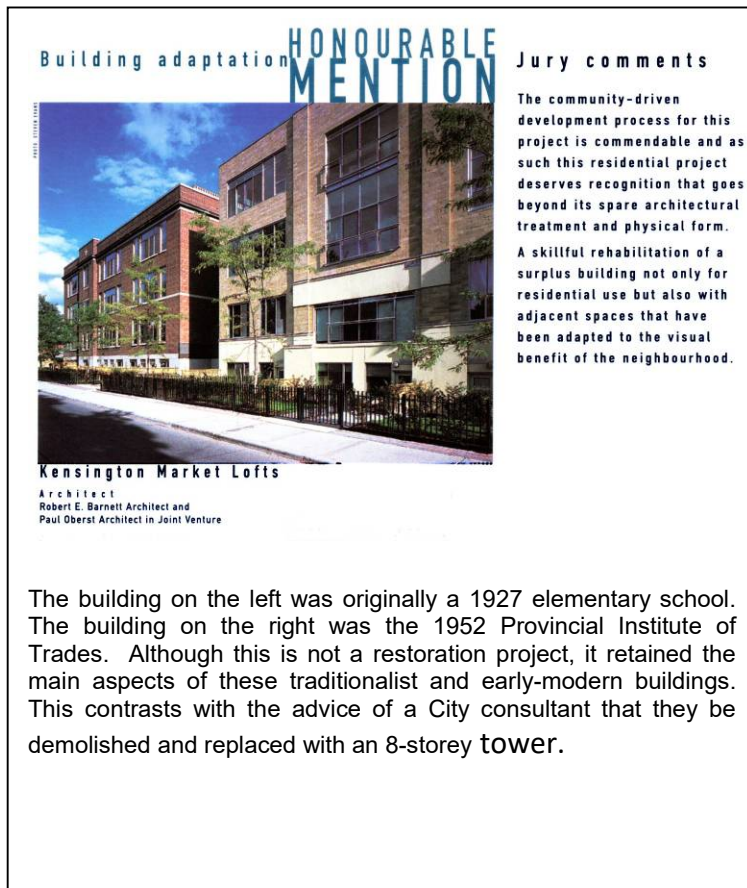 Building adaptation
HONOURABLE
MENTION
PHOTO: STEVEN EVANS
Kensington Market Lofts
Architect
Robert E. Barnett Architect and
Paul Oberst Architect in Joint Venture
Jury comments
The community-driven
development process for this
project is commendable and as
such this residential project
deserves recognition that goes
beyond its spare architectural
treatment and physical form.
A skillful rehabilitation of a
surplus building not only for
residential use but also with
adjacent spaces that have
been adapted to the visual
benefit of the neighbourhood.
The building on the left was originally a 1927 elementary school.
The building on the right was the 1952 Provincial Institute of
Trades. Although this is not a restoration project, it retained the
main aspects of these traditionalist and early-modern buildings.
This contrasts with the advice of a City consultant that they be
demolished and replaced with an 8-storey tower.